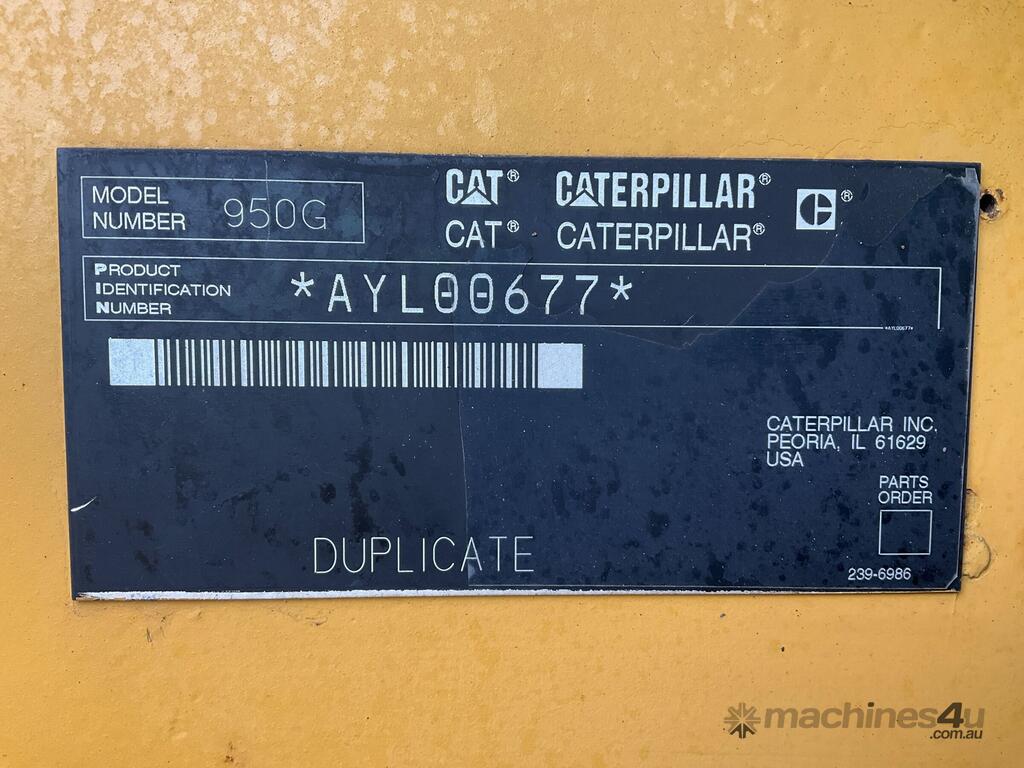 MODEL
NUMBER 950G
CAT® CATERPILLAR® C®
CAT® CATERPILLAR®
PRODUCT
IDENTIFICATION
NUMBER
*AYL00677*
*AYL00677*
CATERPILLAR INC.
PEORIA, IL 61629
USA
PARTS
ORDER
DUPLICATE
239-6986
machines4u
.com.au